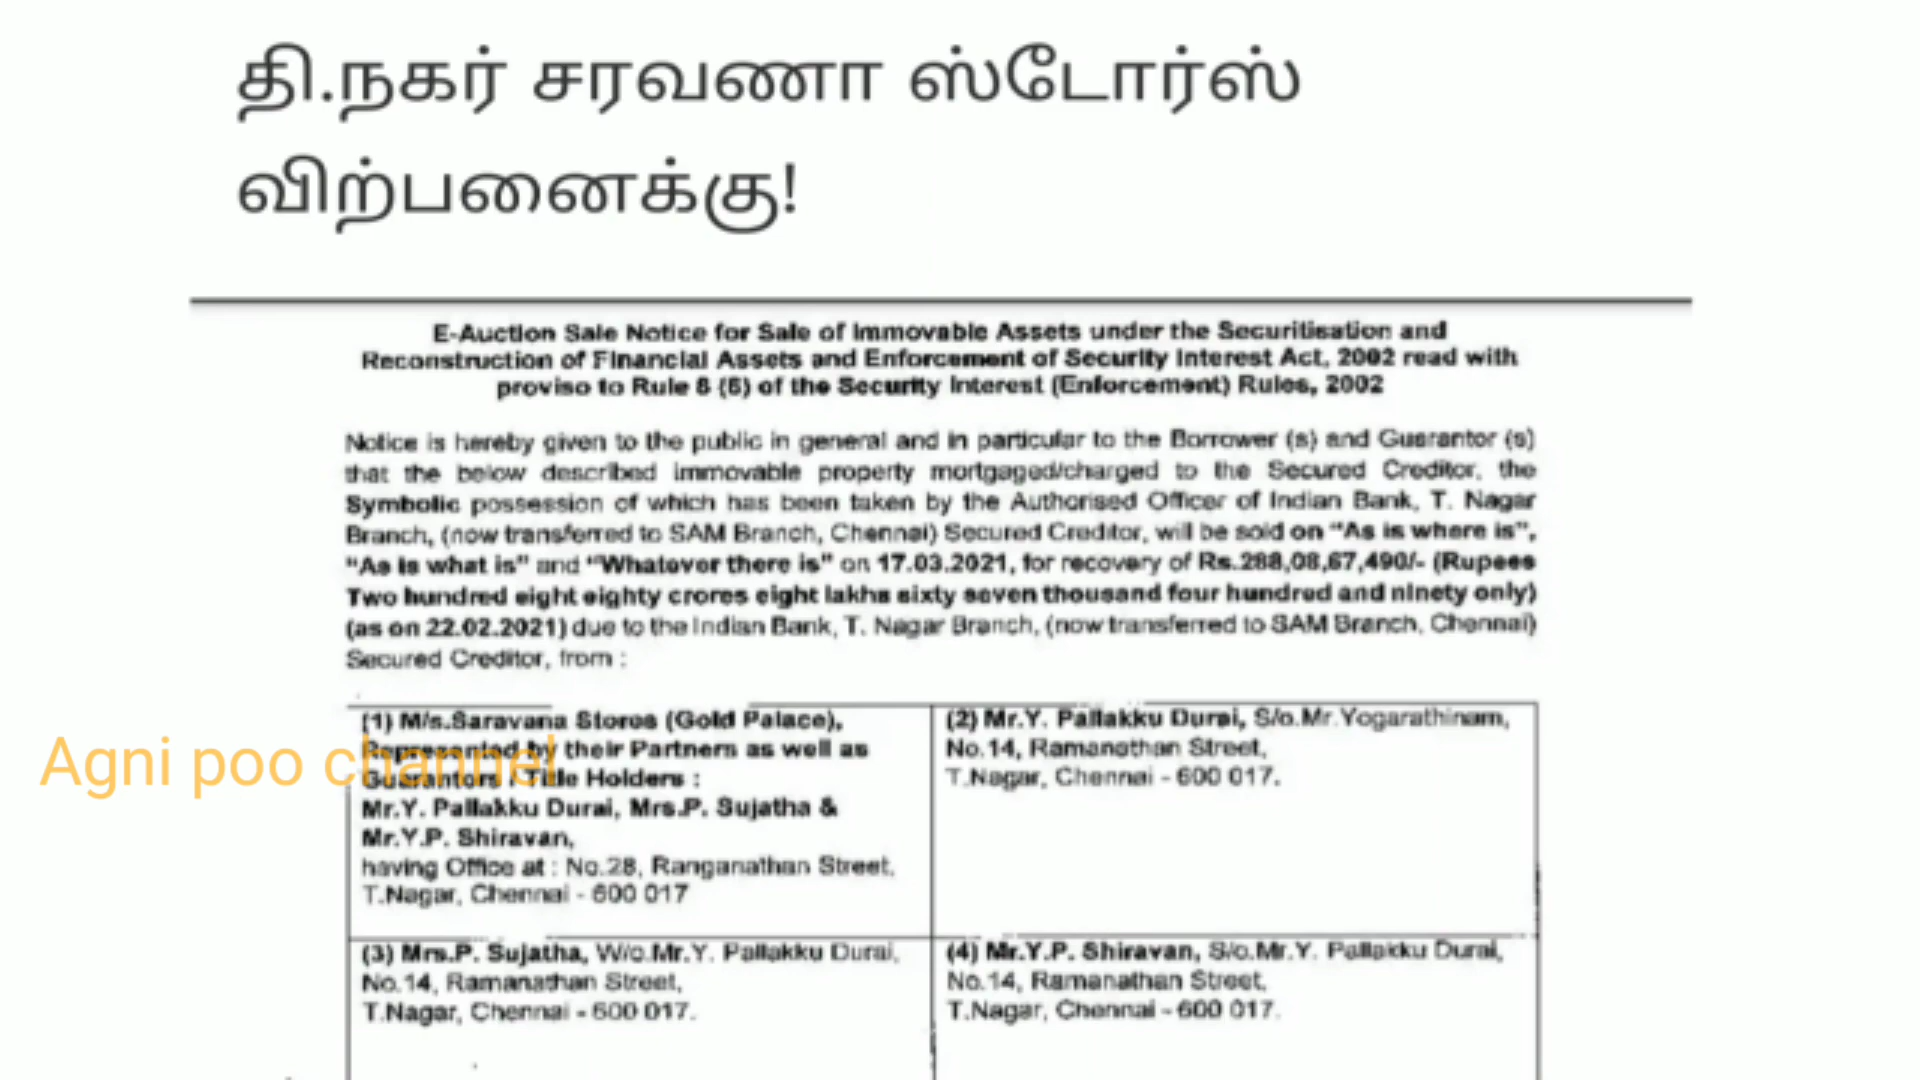 தி.நகர் சரவணா ஸ்டோர்ஸ்
விற்பனைக்கு!
E-Auction Sale Notice for Sale of Immovable Assets under the Securitisation and
Reconstruction of Financial Assets and Enforcement of Security Interest Act, 2002 read with
proviso to Rule 8 (6) of the Security Interest (Enforcement) Rules, 2002
Notice is hereby given to the public in general and in particular to the Borrower (s) and Guarantor (s)
that the below described immovable property mortgaged/charged to the Secured Creditor, the
Symbolic possession of which has been taken by the Authorised Officer of Indian Bank, T. Nagar
Branch, (now transferred to SAM Branch, Chennai) Secured Creditor, will be sold on "As is where is",
"As is what is" and "Whatever there is" on 17.03.2021, for recovery of Rs.288,08,67,490/- (Rupees
Two hundred eight eighty crores eight lakhs sixty seven thousand four hundred and ninety only)
(as on 22.02.2021) due to the Indian Bank, T. Nagar Branch, (now transferred to SAM Branch, Chennai)
Secured Creditor, from :
(1) M/s.Saravana Stores (Gold Palace),
Represented by their Partners as well as
Guarantors / Title Holders :
Mr.Y. Pallakku Durai, Mrs.P. Sujatha &
Mr.Y.P. Shiravan,
having Office at : No.28, Ranganathan Street,
T.Nagar, Chennai - 600 017
(2) Mr.Y. Pallakku Durai, S/o.Mr.Yogarathinam,
No.14, Ramanathan Street,
T.Nagar, Chennai - 600 017.
(3) Mrs.P. Sujatha, W/o.Mr.Y. Pallakku Durai,
No.14, Ramanathan Street,
T.Nagar, Chennai - 600 017.
(4) Mr.Y.P. Shiravan, S/o.Mr.Y. Pallakku Durai,
No.14, Ramanathan Street,
T.Nagar, Chennai - 600 017.
Agni poo channel